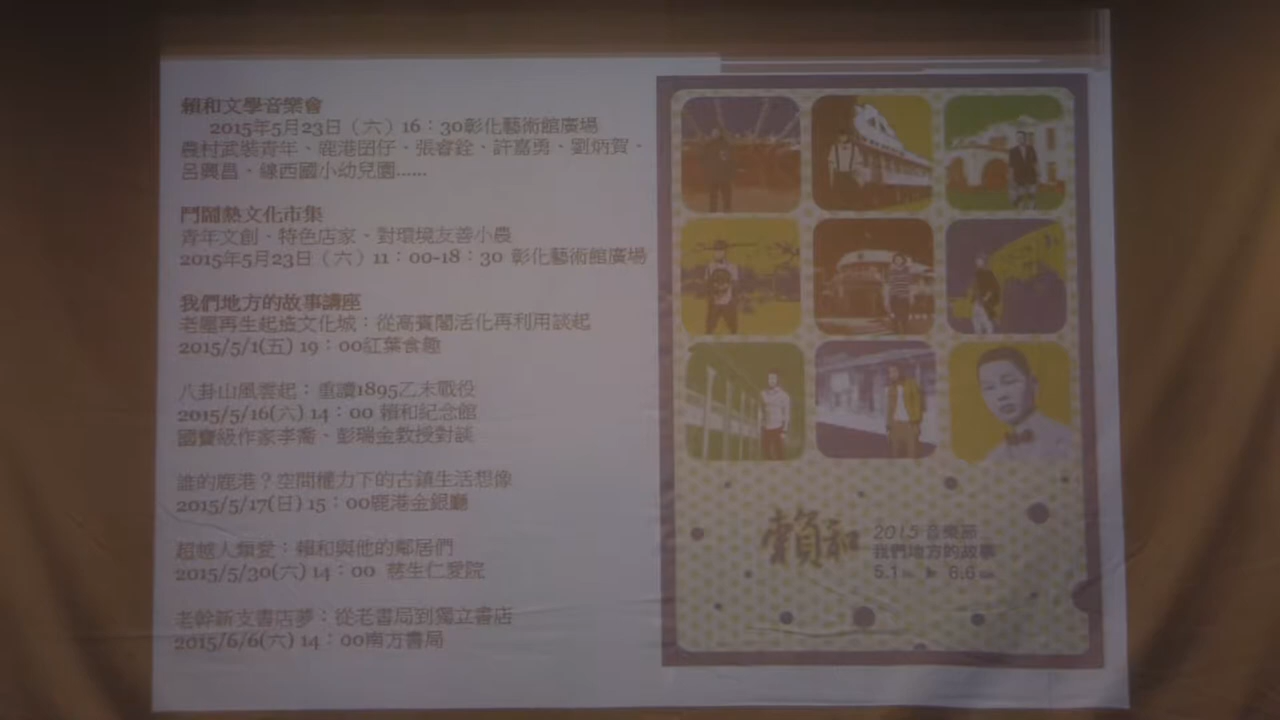 賴和文學音樂會
2015年5月23日（六）16：30彰化藝術館廣場
農村武裝青年、鹿港囝仔、張睿銓、許嘉勇、劉炳賀、
呂興昌、線西國小幼兒園……
鬥鬧熱文化市集
青年文創、特色店家、對環境友善小農
2015年5月23日（六）11：00-18：30 彰化藝術館廣場
我們地方的故事講座
老屋再生起造文化城：從高賓閣活化再利用談起
2015/5/1(五) 19：00紅葉食趣
八卦山風雲起：重讀1895乙未戰役
2015/5/16(六) 14：00 賴和紀念館
國寶級作家李喬、彭瑞金教授對談
誰的鹿港？空間權力下的古鎮生活想像
2015/5/17(日) 15：00鹿港金銀廳
超越人類愛：賴和與他的鄰居們
2015/5/30(六) 14：00 慈生仁愛院
老幹新支書店夢：從老書局到獨立書店
2015/6/6(六) 14：00南方書局
賴和
2015 音樂節
我們地方的故事
5.1 6.6